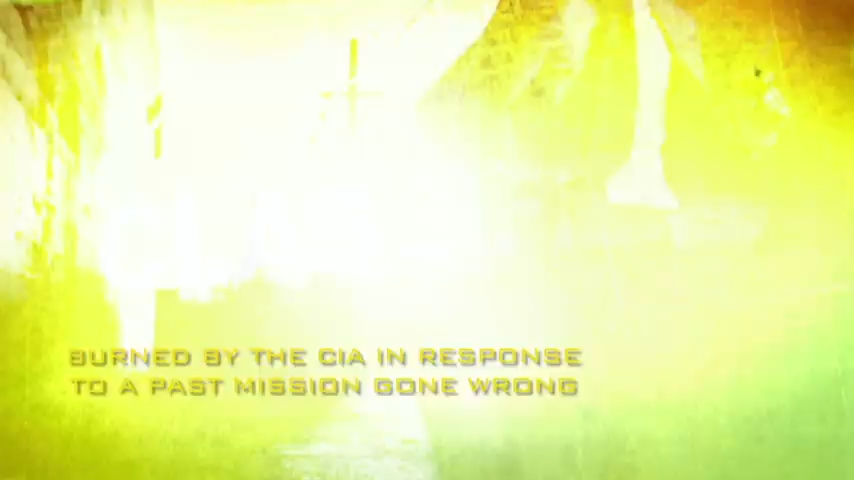 BURNED BY THE CIA IN RESPONSE
TO A PAST MISSION GONE WRONG